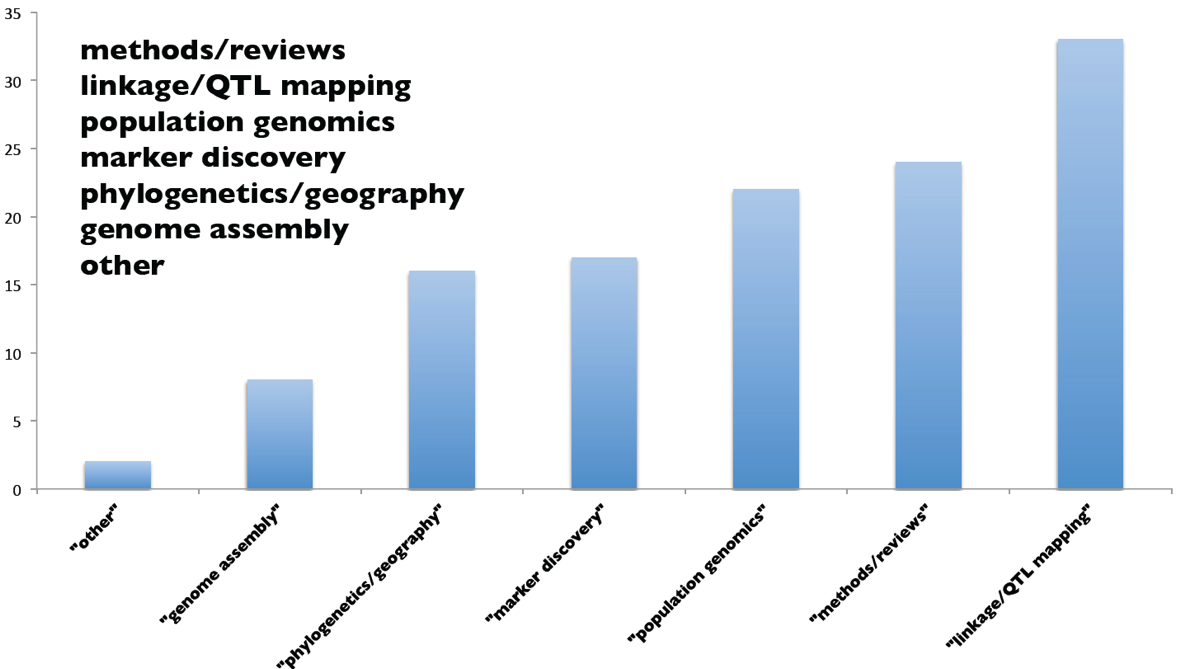 35
30
25
20
15
10
5
0
methods/reviews
linkage/QTL mapping
population genomics
marker discovery
phylogenetics/geography
genome assembly
other
"other"
"genome assembly"
"phylogenetics/geography"
"marker discovery"
"population genomics"
"methods/reviews"
"linkage/QTL mapping"